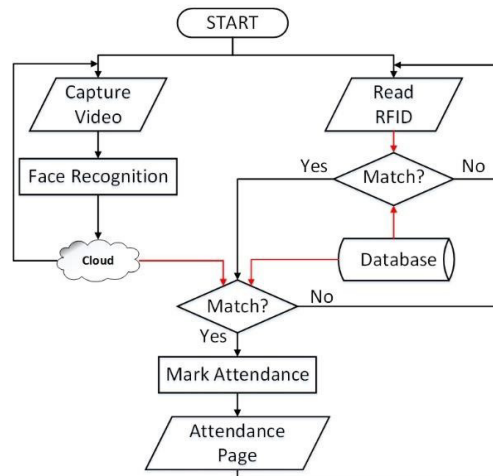 START
Capture
Video
Read
RFID
Face Recognition
Yes
Match?
No
Cloud
Database
Match?
No
Yes
Mark Attendance
Attendance
Page